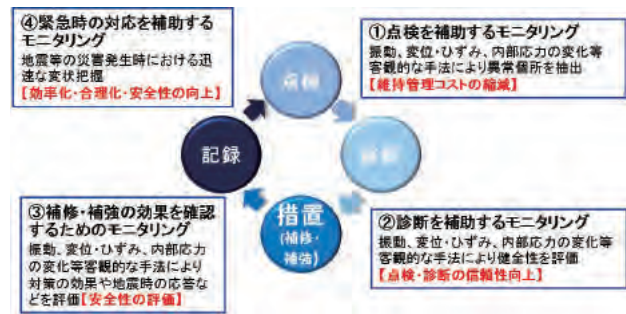 ④緊急時の対応を補助する
モニタリング
地震等の災害発生時における迅
速な変状把握
【効率化・合理化・安全性の向上】
①点検を補助するモニタリング
振動、変位・ひずみ、内部応力の変化等
客観的な手法により異常個所を抽出
【維持管理コストの縮減】
点検
記録
診断
措置
(補修・
補強)
③補修・補強の効果を確認
するためのモニタリング
振動、変位・ひずみ、内部応力
の変化等客観的な手法により
対策の効果や地震時の応答な
どを評価【安全性の評価】
②診断を補助するモニタリング
振動、変位・ひずみ、内部応力の変化等
客観的な手法により健全性を評価
【点検・診断の信頼性向上】